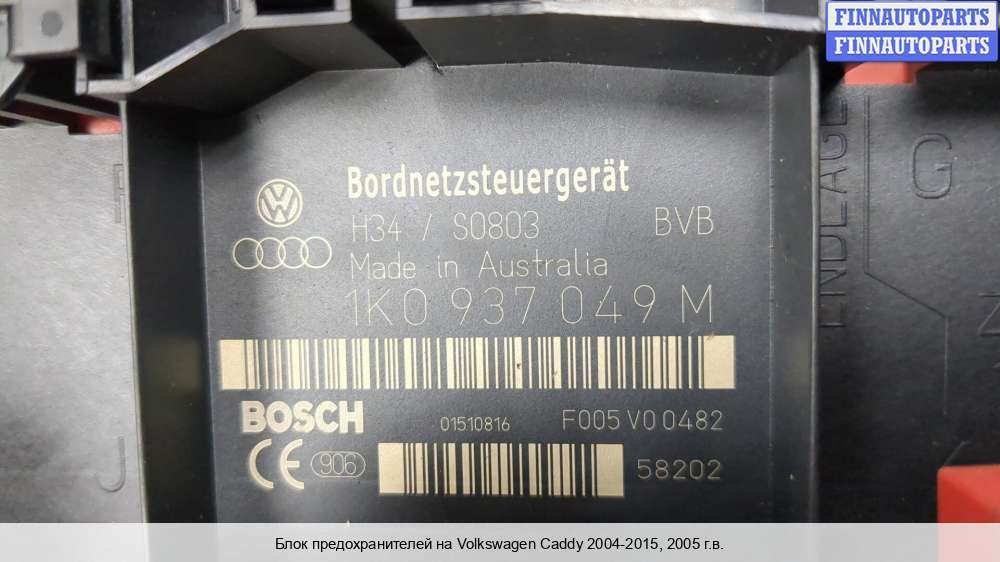 FINNAUTOPARTS
FINNAUTOPARTS
Bordnetzsteuergerät
H34 / S0803 BVB
Made in Australia
1K0 937 049 M
BOSCH 01510816 F005 V0 0482
CE 906 58202
G
J
Блок предохранителей на Volkswagen Caddy 2004-2015, 2005 г.в.